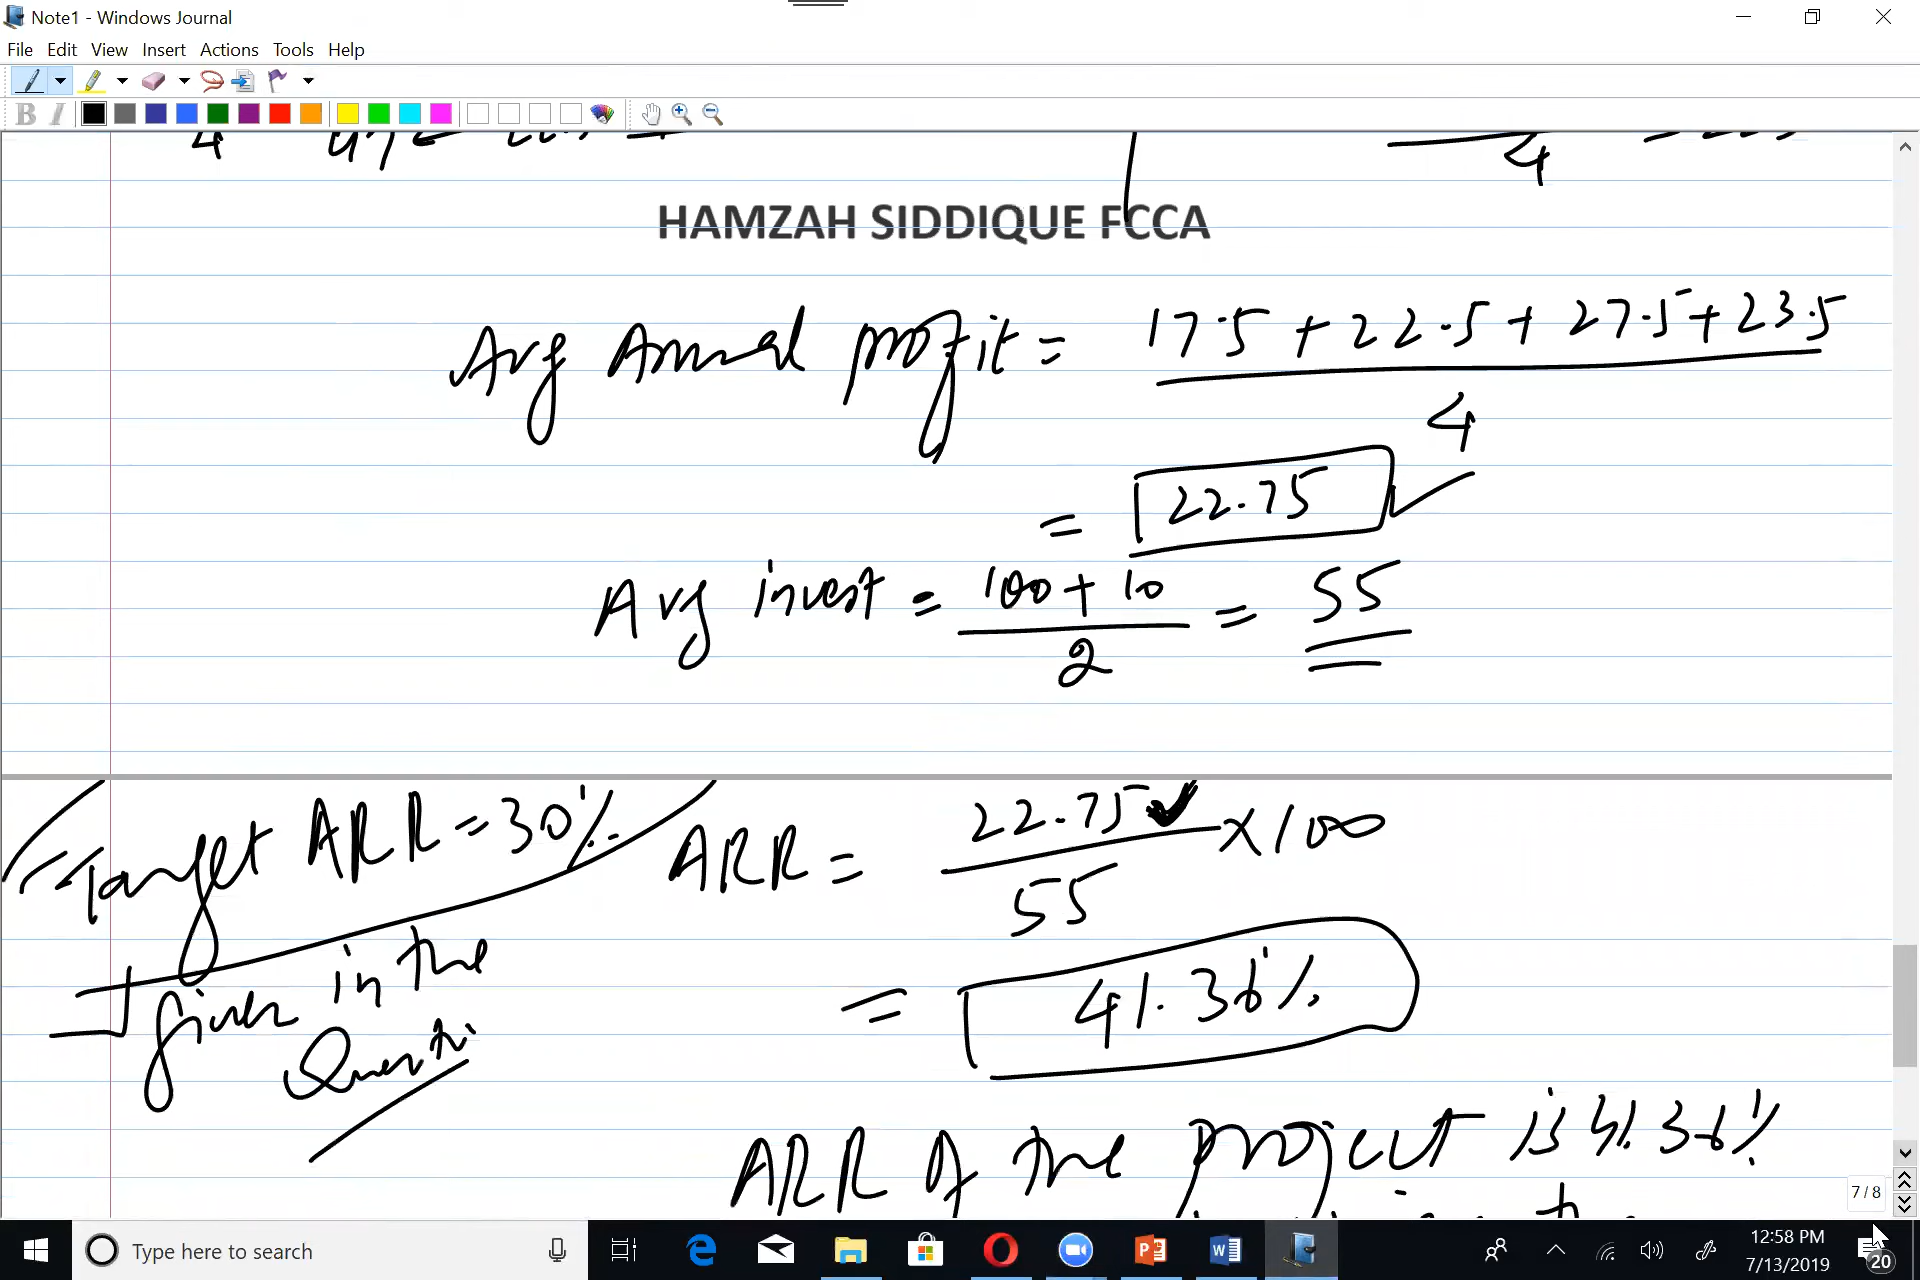 Note1 - Windows Journal
File Edit View Insert Actions Tools Help
B I
4
4
HAMZAH SIDDIQUE FCCA
Avg Annual profit = 17.5 + 22.5 + 27.5 + 23.5
4
= 22.75
Avg invest = 100 + 10 = 55
2
Target ARR = 30%
given in the
ARR = 22.75 × 100
55
= 41.36%
ARR of the project is 41.36%
7 / 8
Type here to search
12:58 PM
7/13/2019
20